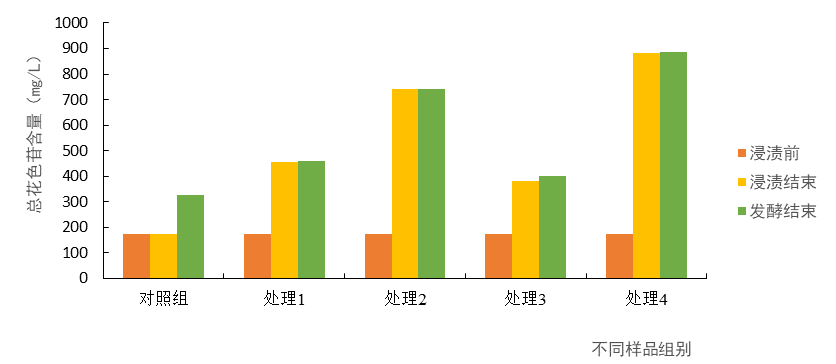 总花色苷含量（mg/L）
1000
900
800
700
600
500
400
300
200
100
0
对照组
处理1
处理2
处理3
处理4
不同样品组别
浸渍前
浸渍结束
发酵结束